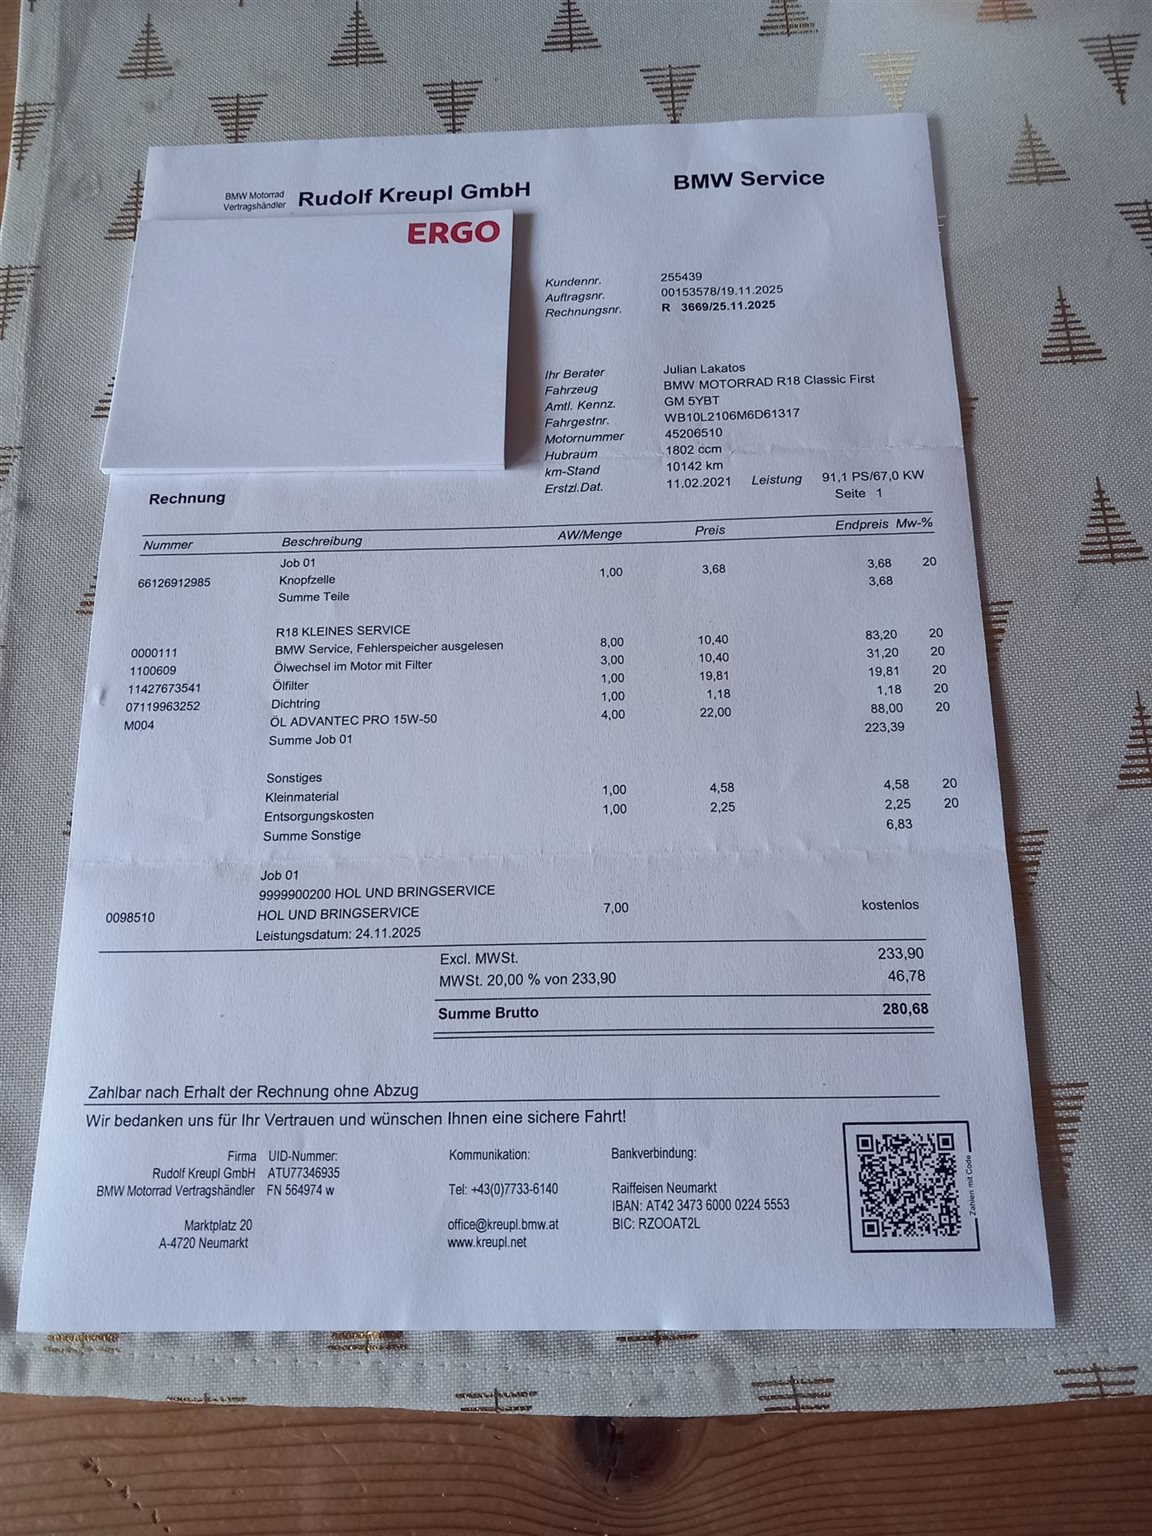 BMW Motorrad
Vertragshändler
Rudolf Kreupl GmbH
BMW Service
ERGO
Kundennr. 255439
Auftragsnr. 00153578/19.11.2025
Rechnungsnr. R 3669/25.11.2025
Ihr Berater Julian Lakatos
Fahrzeug BMW MOTORRAD R18 Classic First
Amtl. Kennz. GM 5YBT
Fahrgestnr. WB10L2106M6D61317
Motornummer 45206510
Hubraum 1802 ccm
km-Stand 10142 km
Erstzl.Dat. 11.02.2021 Leistung 91,1 PS/67,0 KW
Rechnung
Seite 1
Nummer Beschreibung AW/Menge Preis Endpreis Mw-%
Job 01
66126912985 Knopfzelle 1,00 3,68 3,68 20
Summe Teile 3,68
R18 KLEINES SERVICE
0000111 BMW Service, Fehlerspeicher ausgelesen 8,00 10,40 83,20 20
1100609 Ölwechsel im Motor mit Filter 3,00 10,40 31,20 20
11427673541 Ölfilter 1,00 19,81 19,81 20
07119963252 Dichtring 1,00 1,18 1,18 20
M004 ÖL ADVANTEC PRO 15W-50 4,00 22,00 88,00 20
Summe Job 01 223,39
Sonstiges
Kleinmaterial 1,00 4,58 4,58 20
Entsorgungskosten 1,00 2,25 2,25 20
Summe Sonstige 6,83
Job 01
9999900200 HOL UND BRINGSERVICE
0098510 HOL UND BRINGSERVICE 7,00 kostenlos
Leistungsdatum: 24.11.2025
Excl. MWSt. 233,90
MWSt. 20,00 % von 233,90 46,78
Summe Brutto 280,68
Zahlbar nach Erhalt der Rechnung ohne Abzug
Wir bedanken uns für Ihr Vertrauen und wünschen Ihnen eine sichere Fahrt!
Firma UID-Nummer: Kommunikation: Bankverbindung:
Rudolf Kreupl GmbH ATU77346935
BMW Motorrad Vertragshändler FN 564974 w Tel: +43(0)7733-6140 Raiffeisen Neumarkt
IBAN: AT42 3473 6000 0224 5553
Marktplatz 20 office@kreupl.bmw.at BIC: RZOOAT2L
A-4720 Neumarkt www.kreupl.net
Zahlen mit Code